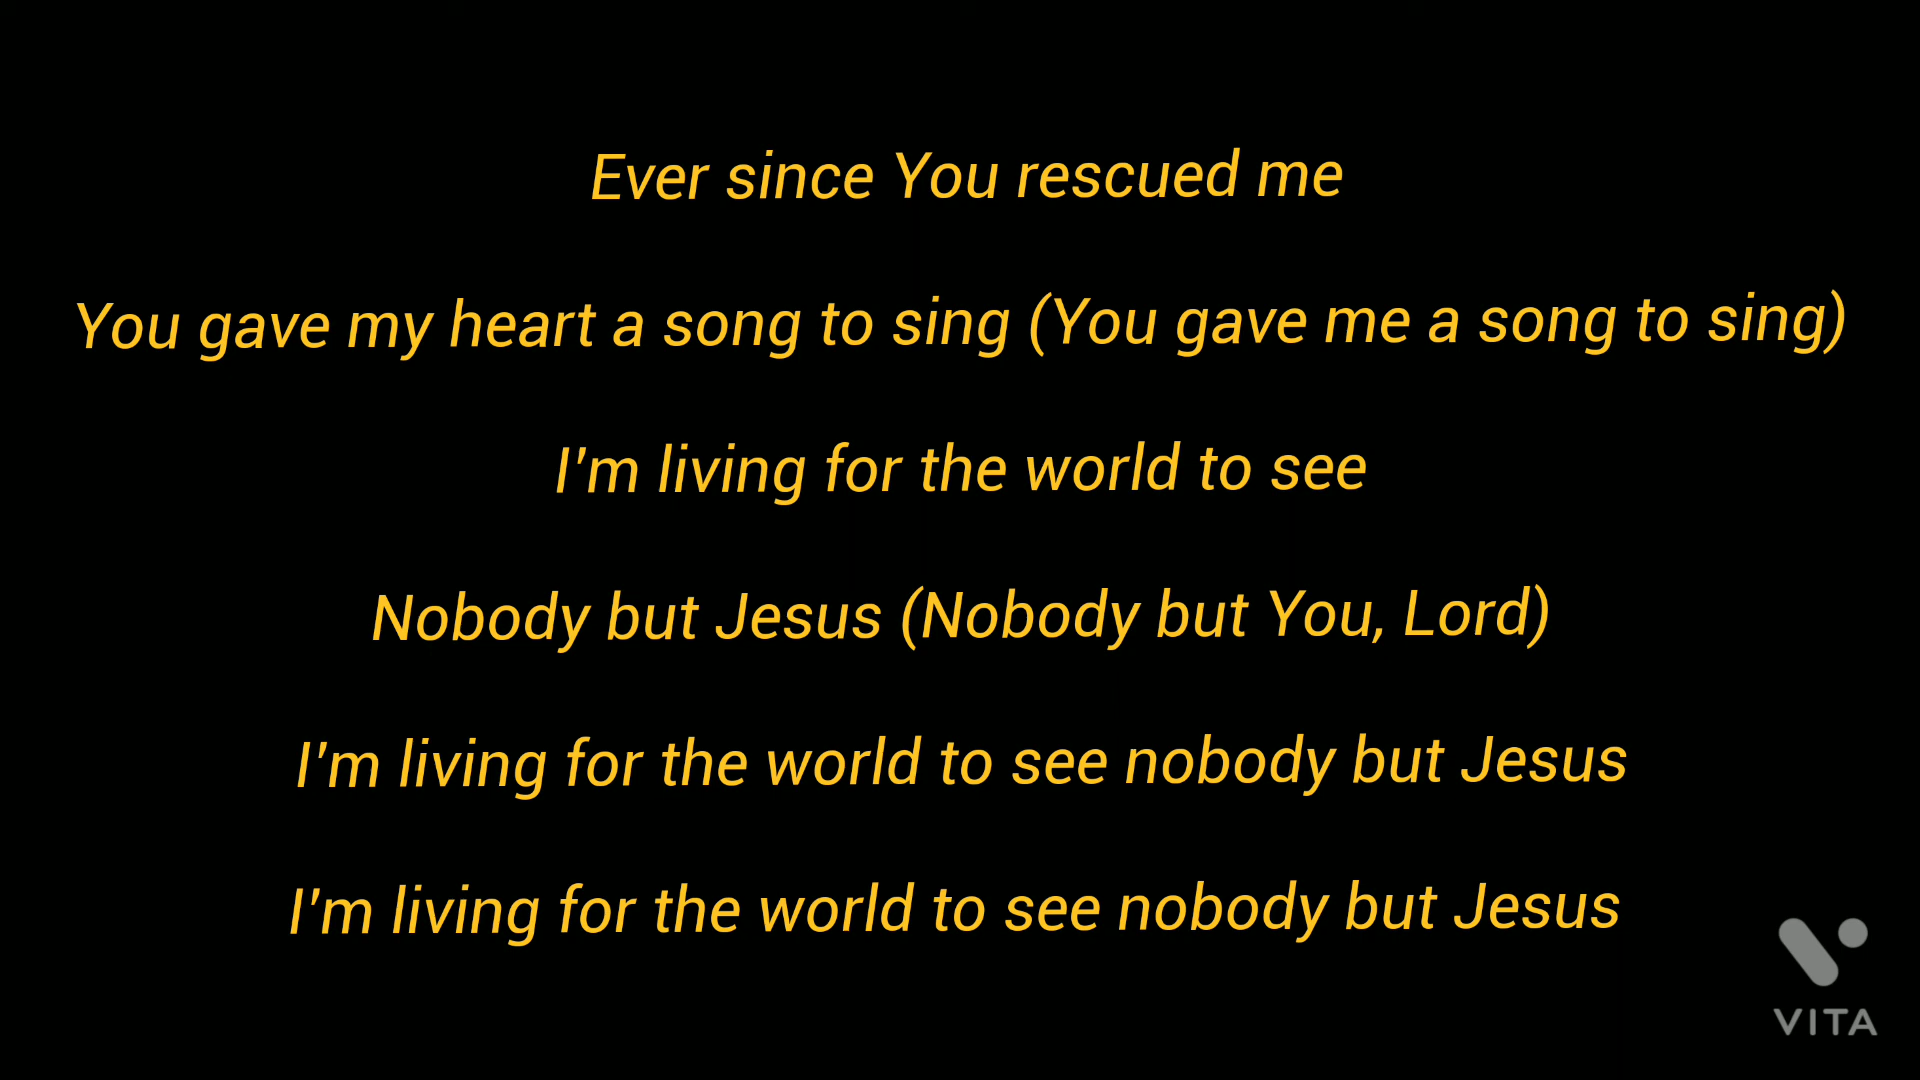 Ever since You rescued me
You gave my heart a song to sing (You gave me a song to sing)
I'm living for the world to see
Nobody but Jesus (Nobody but You, Lord)
I'm living for the world to see nobody but Jesus
I'm living for the world to see nobody but Jesus
VITA